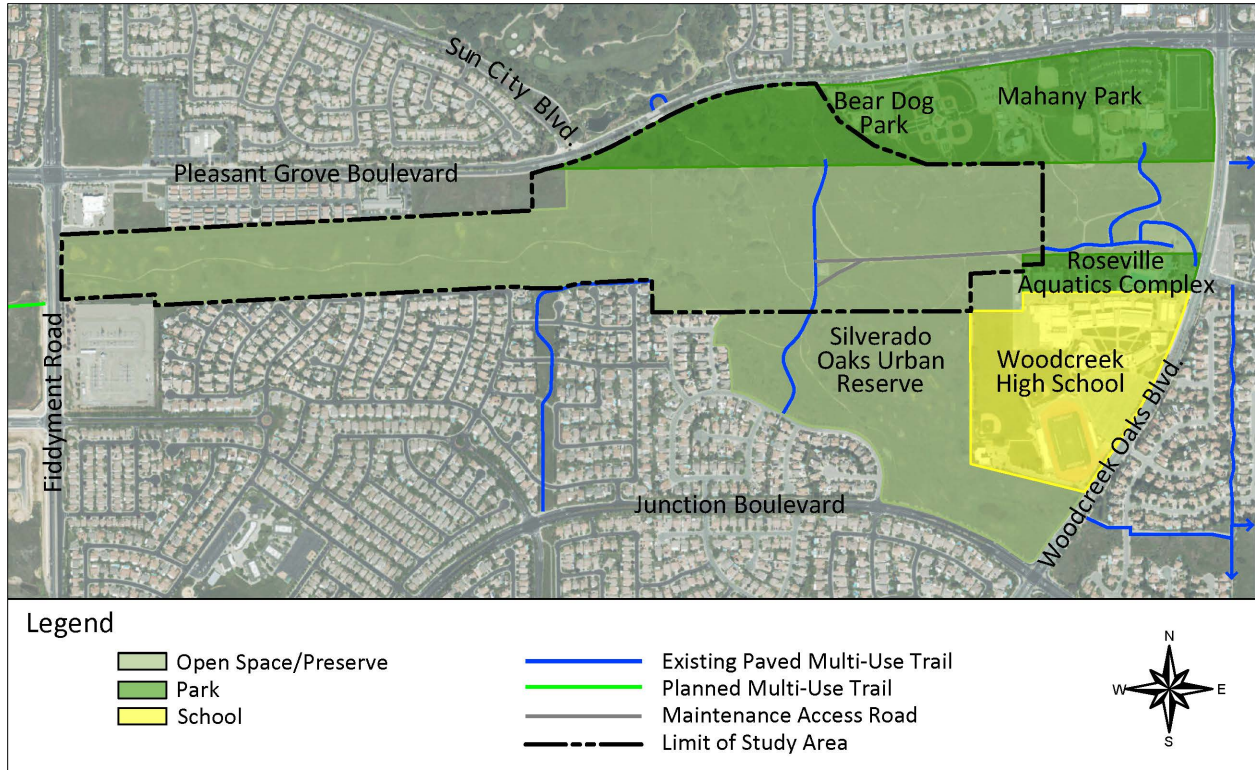 Sun City Blvd.
Bear Dog
Park
Mahany Park
Pleasant Grove Boulevard
Roseville
Aquatics Complex
Fiddyment Road
Silverado
Oaks Urban
Reserve
Woodcreek
High School
Woodcreek Oaks Blvd.
Junction Boulevard
Legend
Open Space/Preserve
Park
School
Existing Paved Multi-Use Trail
Planned Multi-Use Trail
Maintenance Access Road
Limit of Study Area
N
W
E
S